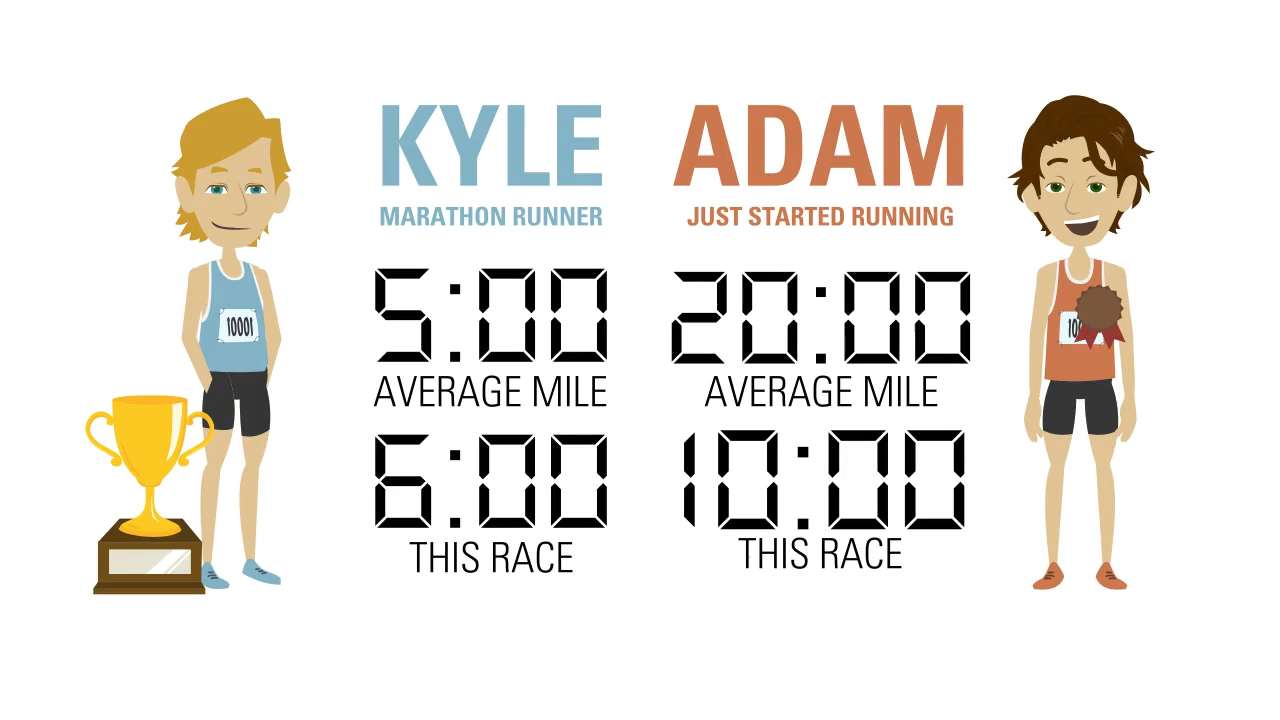 KYLE
MARATHON RUNNER
5:00
AVERAGE MILE
6:00
THIS RACE
10001
ADAM
JUST STARTED RUNNING
20:00
AVERAGE MILE
10:00
THIS RACE